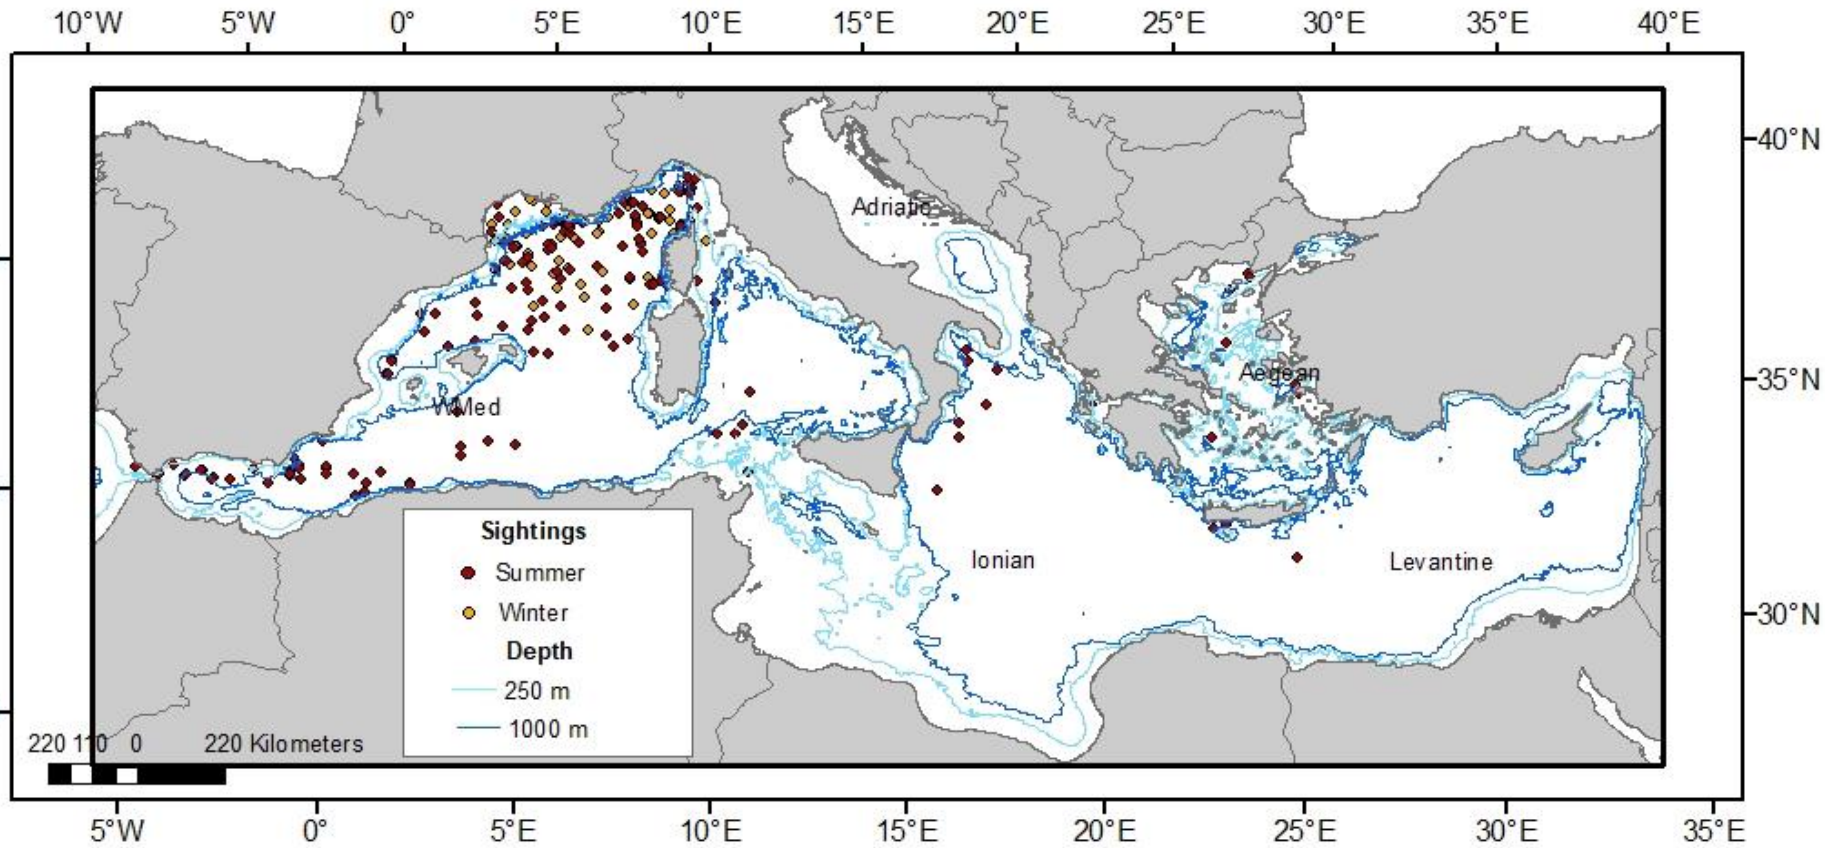 10°W 5°W 0° 5°E 10°E 15°E 20°E 25°E 30°E 35°E 40°E
40°N
Adriatic
35°N
Aegean
WMed
Sightings
Summer
Ionian
Levantine
Winter
30°N
Depth
250 m
1000 m
220 110 0 220 Kilometers
5°W 0° 5°E 10°E 15°E 20°E 25°E 30°E 35°E